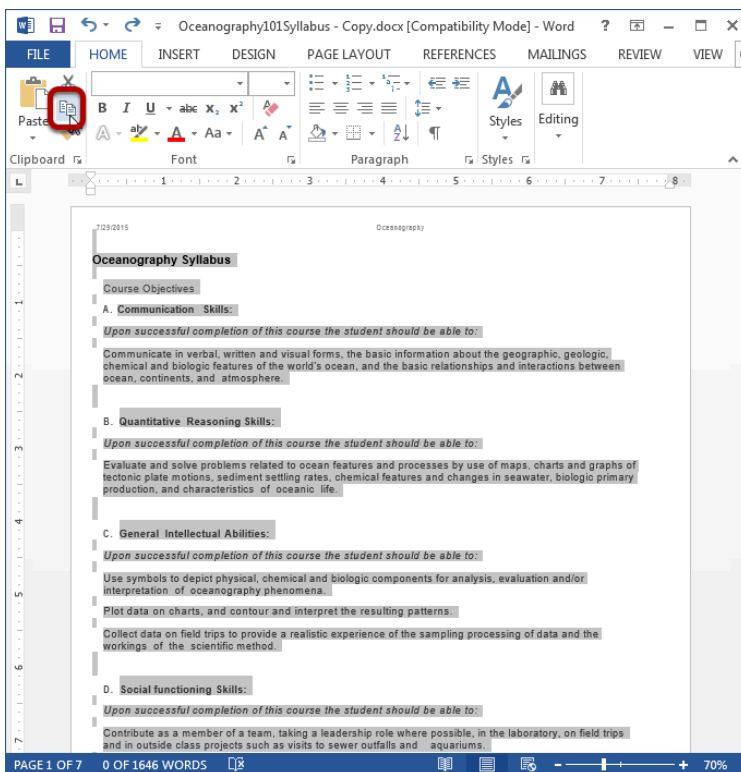 Oceanography101Syllabus - Copy.docx [Compatibility Mode] - Word ?
FILE HOME INSERT DESIGN PAGE LAYOUT REFERENCES MAILINGS REVIEW VIEW
B I U abc X₂ X²
A ab A Aa A A
Paste Styles Editing
Clipboard Font Paragraph Styles
L 1 2 3 4 5 6 7 8
7/29/2015 Oceanography
Oceanography Syllabus
Course Objectives
A. Communication Skills:
Upon successful completion of this course the student should be able to:
Communicate in verbal, written and visual forms, the basic information about the geographic, geologic,
chemical and biologic features of the world's ocean, and the basic relationships and interactions between
ocean, continents, and atmosphere.
B. Quantitative Reasoning Skills:
Upon successful completion of this course the student should be able to:
Evaluate and solve problems related to ocean features and processes by use of maps, charts and graphs of
tectonic plate motions, sediment settling rates, chemical features and changes in seawater, biologic primary
production, and characteristics of oceanic life.
C. General Intellectual Abilities:
Upon successful completion of this course the student should be able to:
Use symbols to depict physical, chemical and biologic components for analysis, evaluation and/or
interpretation of oceanography phenomena.
Plot data on charts, and contour and interpret the resulting patterns.
Collect data on field trips to provide a realistic experience of the sampling processing of data and the
workings of the scientific method.
D. Social functioning Skills:
Upon successful completion of this course the student should be able to:
Contribute as a member of a team, taking a leadership role where possible, in the laboratory, on field trips
and in outside class projects such as visits to sewer outfalls and aquariums.
1
2
3
4
5
6
7
PAGE 1 OF 7 0 OF 1646 WORDS 70%